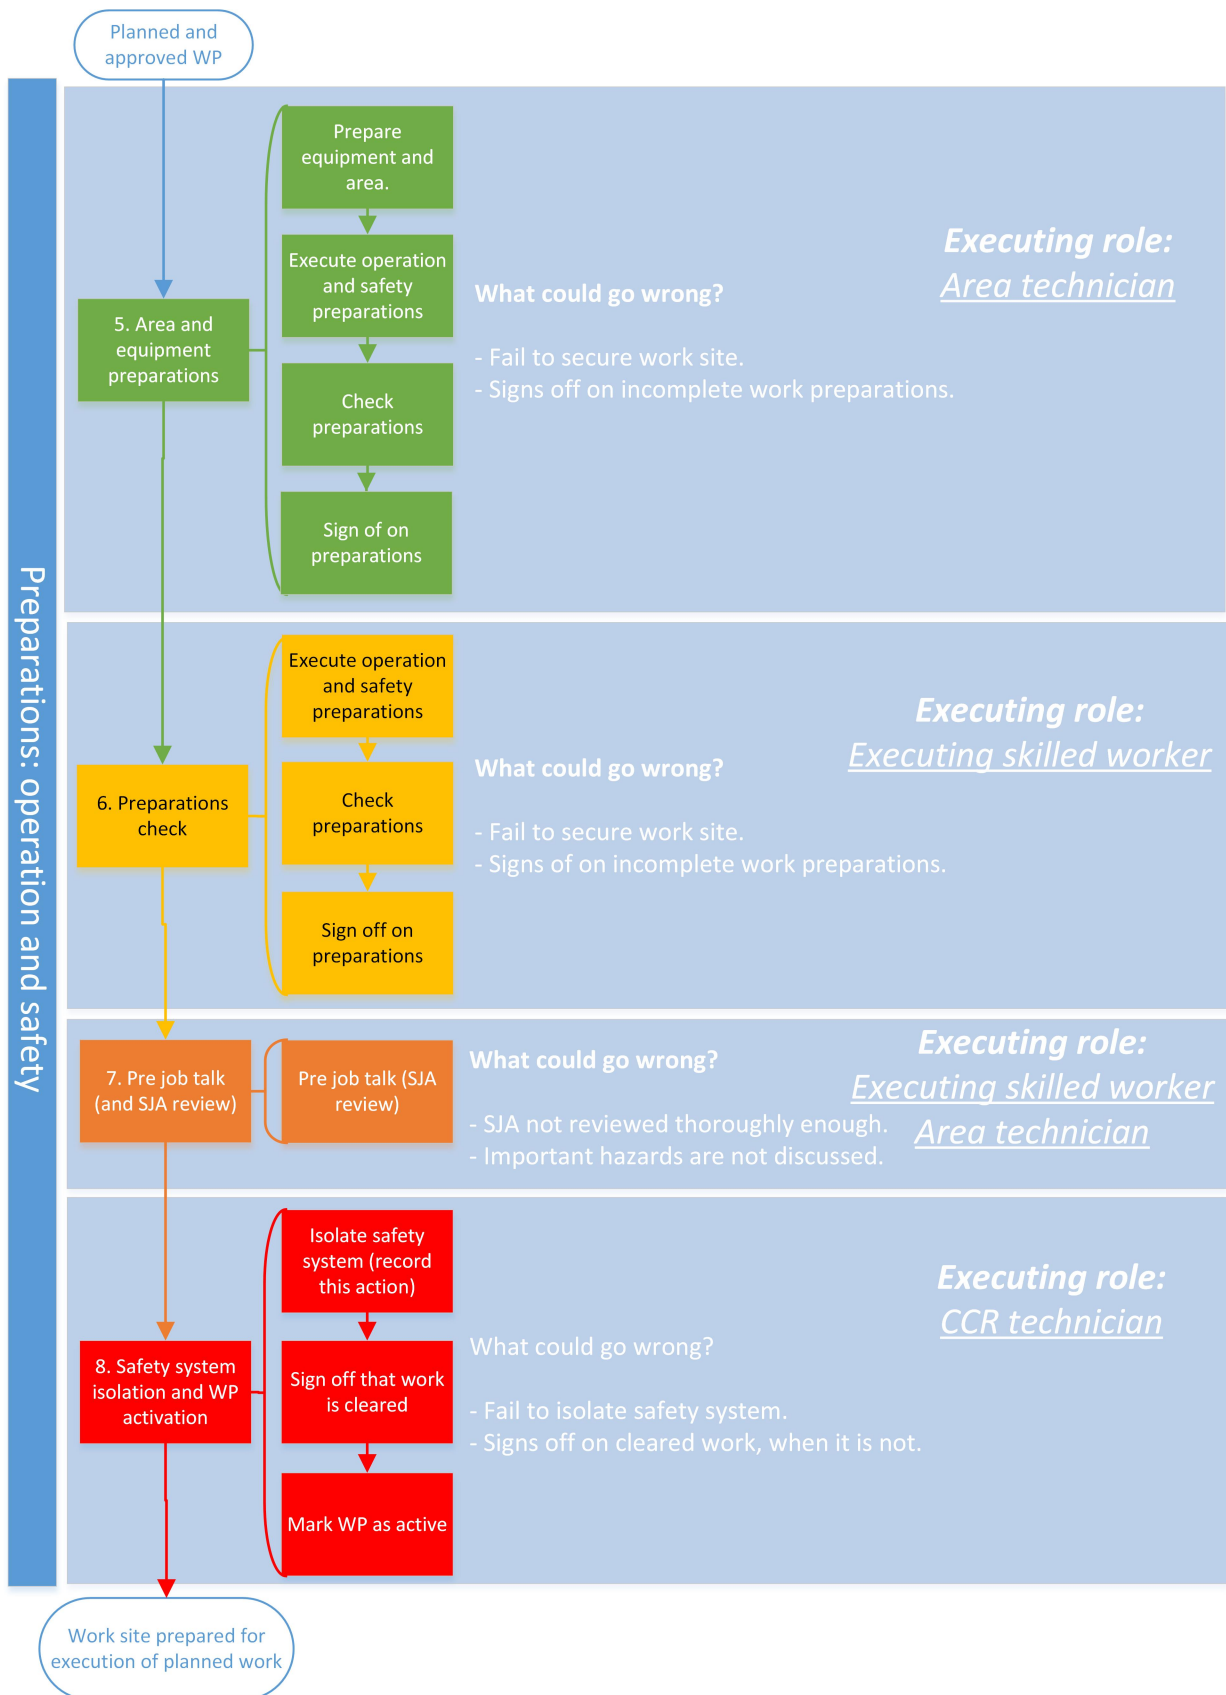 Planned and
approved WP
Preparations: operation and safety
5. Area and
equipment
preparations
Prepare
equipment and
area.
Execute operation
and safety
preparations
Check
preparations
Sign of on
preparations
What could go wrong?
- Fail to secure work site.
- Signs off on incomplete work preparations.
Executing role:
Area technician
6. Preparations
check
Execute operation
and safety
preparations
Check
preparations
Sign off on
preparations
What could go wrong?
- Fail to secure work site.
- Signs of on incomplete work preparations.
Executing role:
Executing skilled worker
7. Pre job talk
(and SJA review)
Pre job talk (SJA
review)
What could go wrong?
- SJA not reviewed thoroughly enough.
- Important hazards are not discussed.
Executing role:
Executing skilled worker
Area technician
8. Safety system
isolation and WP
activation
Isolate safety
system (record
this action)
Sign off that work
is cleared
Mark WP as active
What could go wrong?
- Fail to isolate safety system.
- Signs off on cleared work, when it is not.
Executing role:
CCR technician
Work site prepared for
execution of planned work